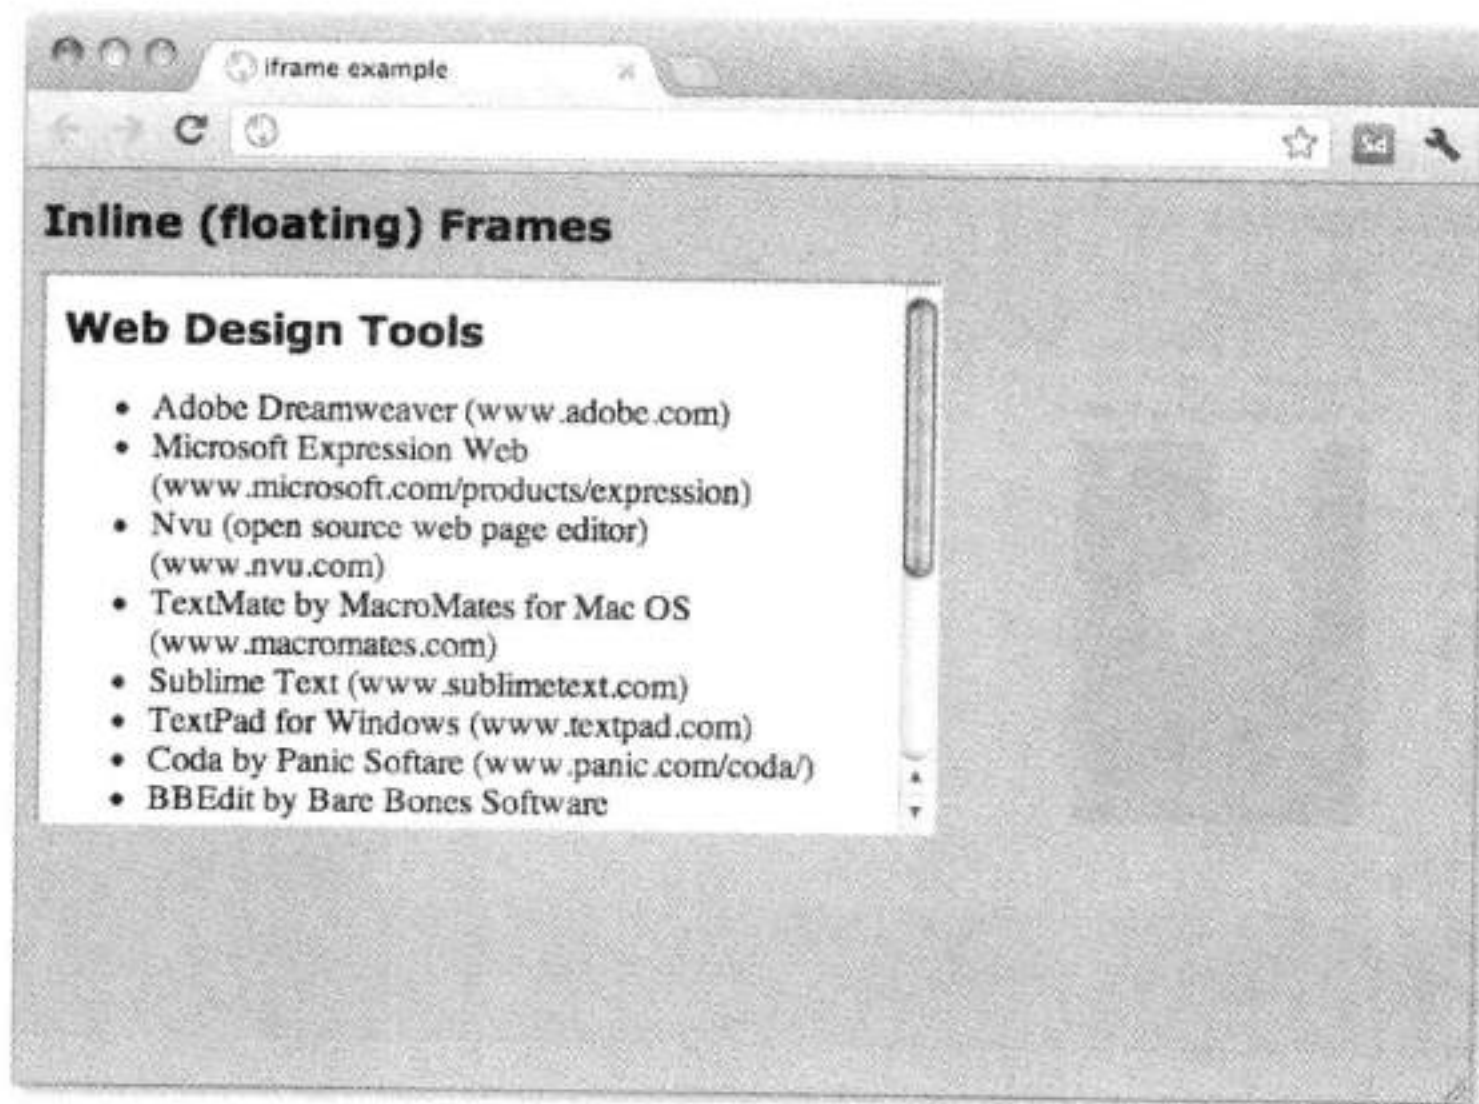 iframe example
Inline (floating) Frames
Web Design Tools
• Adobe Dreamweaver (www.adobe.com)
• Microsoft Expression Web
(www.microsoft.com/products/expression)
• Nvu (open source web page editor)
(www.nvu.com)
• TextMate by MacroMates for Mac OS
(www.macromates.com)
• Sublime Text (www.sublimetext.com)
• TextPad for Windows (www.textpad.com)
• Coda by Panic Softare (www.panic.com/coda/)
• BBEdit by Bare Bones Software